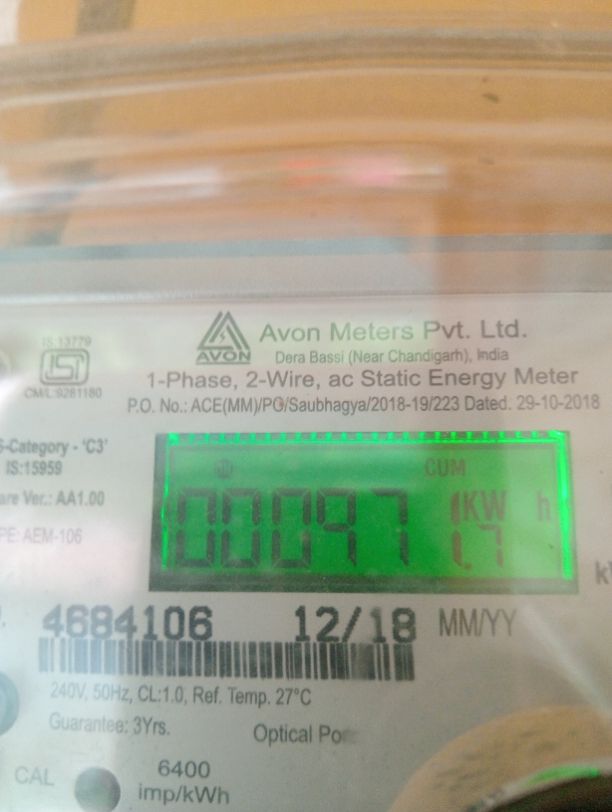 IS:13779
CM/L:9281180
AVON
Avon Meters Pvt. Ltd.
Dera Bassi (Near Chandigarh), India
1-Phase, 2-Wire, ac Static Energy Meter
P.O. No.: ACE(MM)/PO/Saubhagya/2018-19/223 Dated. 29-10-2018
S-Category - 'C3'
IS:15959
are Ver.: AA1.00
PE: AEM-106
CUM
0000971.7 KW h
4684106 12/18 MM/YY
240V, 50Hz, CL:1.0, Ref. Temp. 27°C
Guarantee: 3Yrs.
Optical Por
CAL
6400
imp/kWh